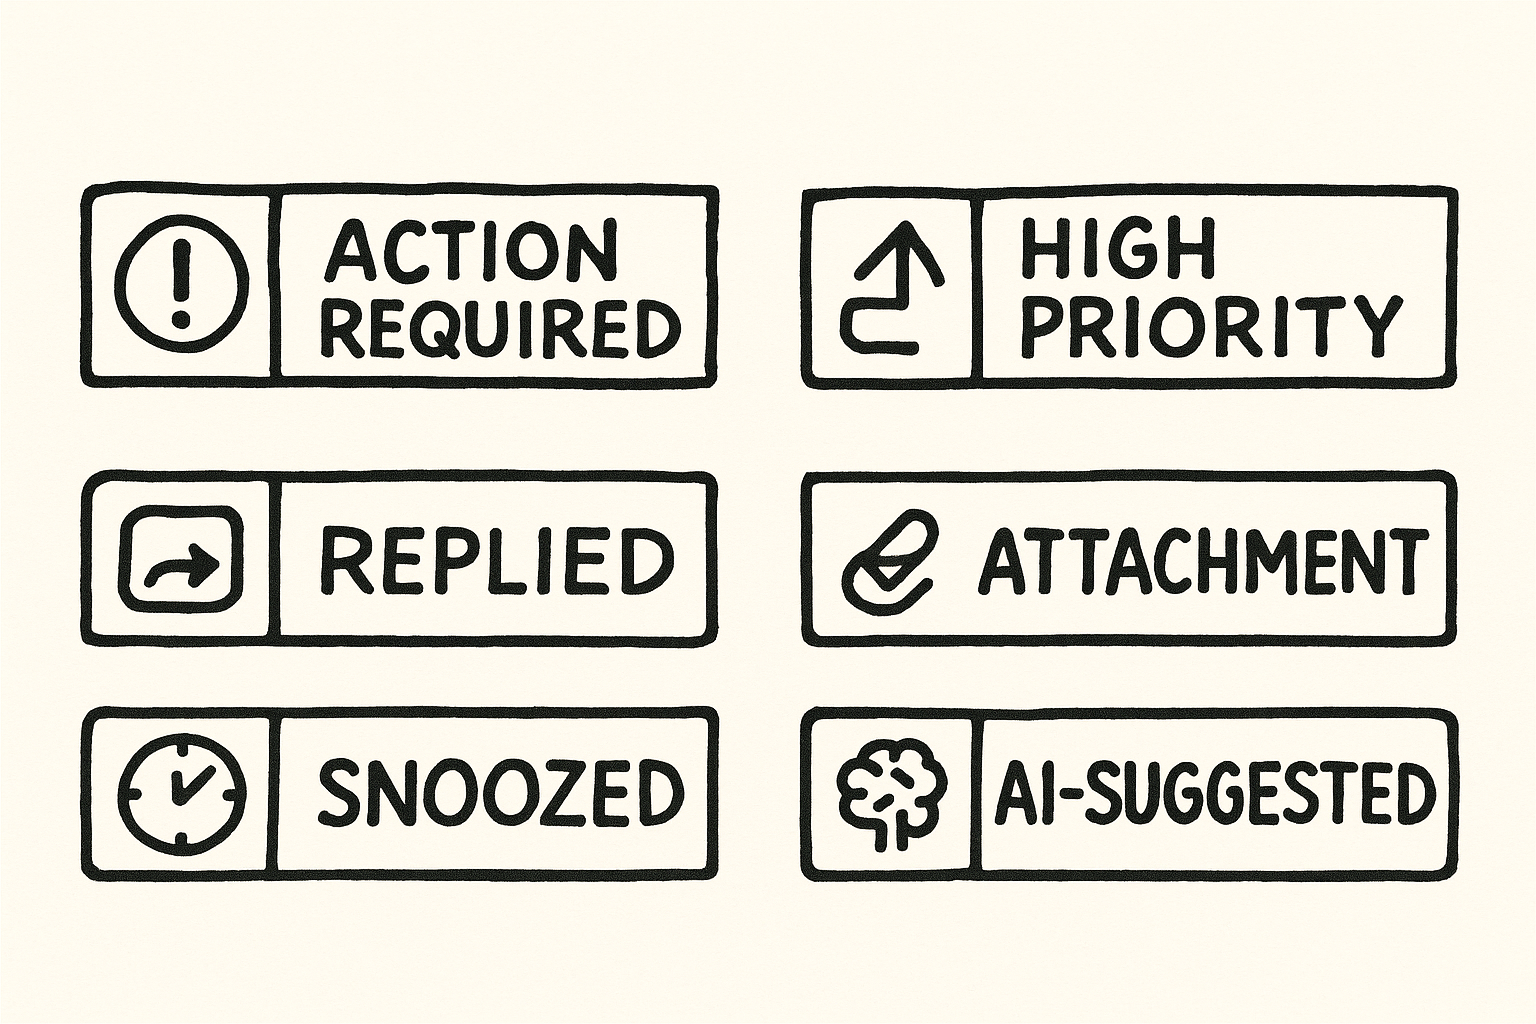 ACTION
REQUIRED
HIGH
PRIORITY
REPLIED
ATTACHMENT
SNOOZED
AI-SUGGESTED